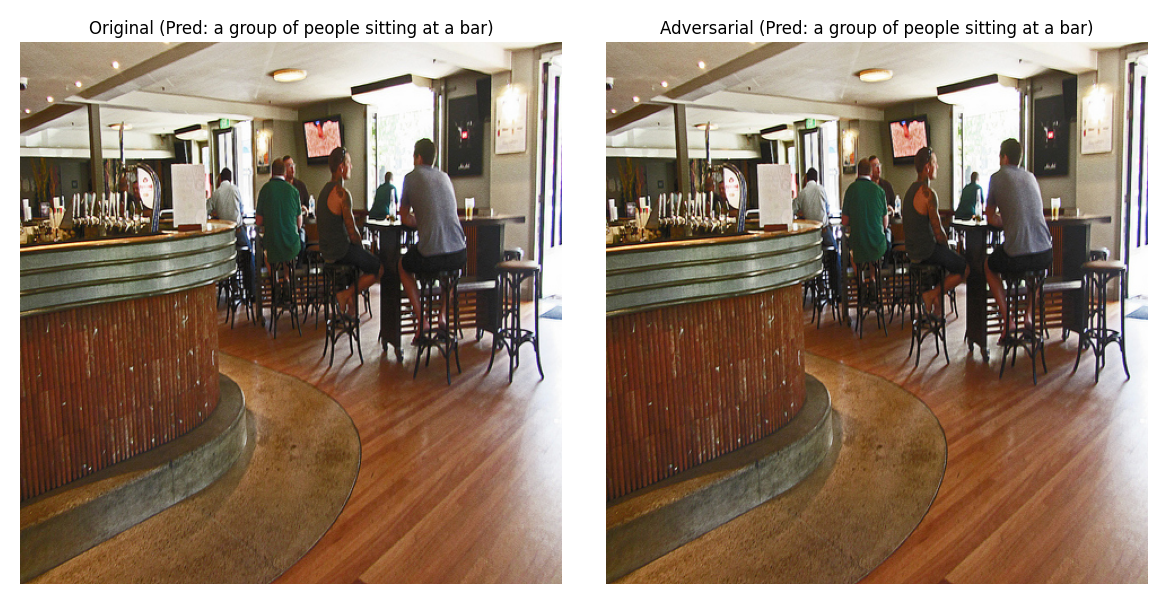 Original (Pred: a group of people sitting at a bar)
Adversarial (Pred: a group of people sitting at a bar)